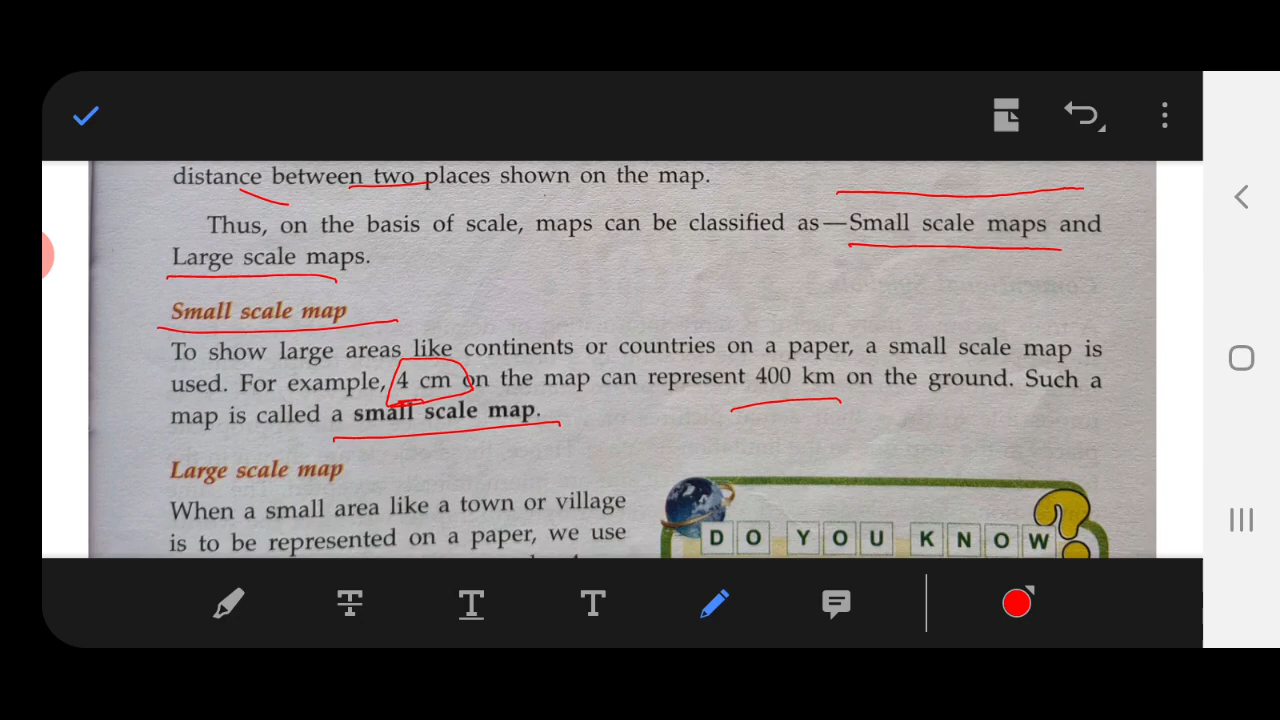 distance between two places shown on the map.
Thus, on the basis of scale, maps can be classified as—Small scale maps and
Large scale maps.
Small scale map
To show large areas like continents or countries on a paper, a small scale map is
used. For example, 4 cm on the map can represent 400 km on the ground. Such a
map is called a small scale map.
Large scale map
When a small area like a town or village
is to be represented on a paper, we use
DO YOU KNOW?
T T T